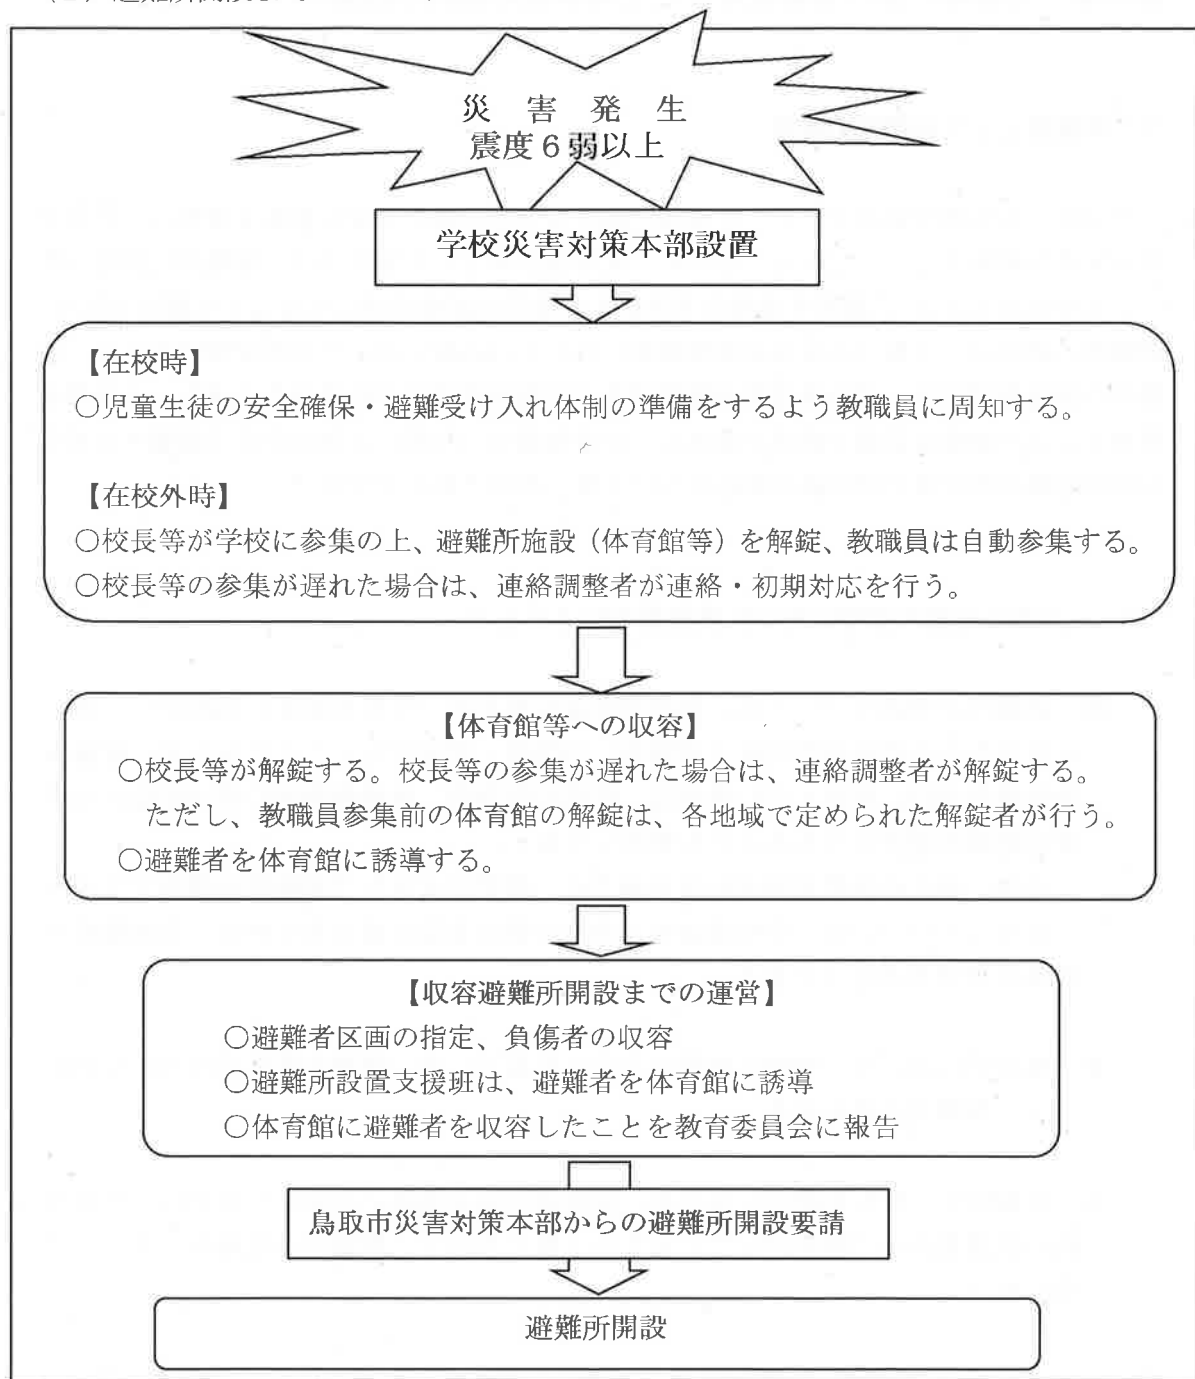 災 害 発 生
震度６弱以上
学校災害対策本部設置
【在校時】
○児童生徒の安全確保・避難受け入れ体制の準備をするよう教職員に周知する。
【在校外時】
○校長等が学校に参集の上、避難所施設（体育館等）を解錠、教職員は自動参集する。
○校長等の参集が遅れた場合は、連絡調整者が連絡・初期対応を行う。
【体育館等への収容】
○校長等が解錠する。校長等の参集が遅れた場合は、連絡調整者が解錠する。
ただし、教職員参集前の体育館の解錠は、各地域で定められた解錠者が行う。
○避難者を体育館に誘導する。
【収容避難所開設までの運営】
○避難者区画の指定、負傷者の収容
○避難所設置支援班は、避難者を体育館に誘導
○体育館に避難者を収容したことを教育委員会に報告
鳥取市災害対策本部からの避難所開設要請
避難所開設